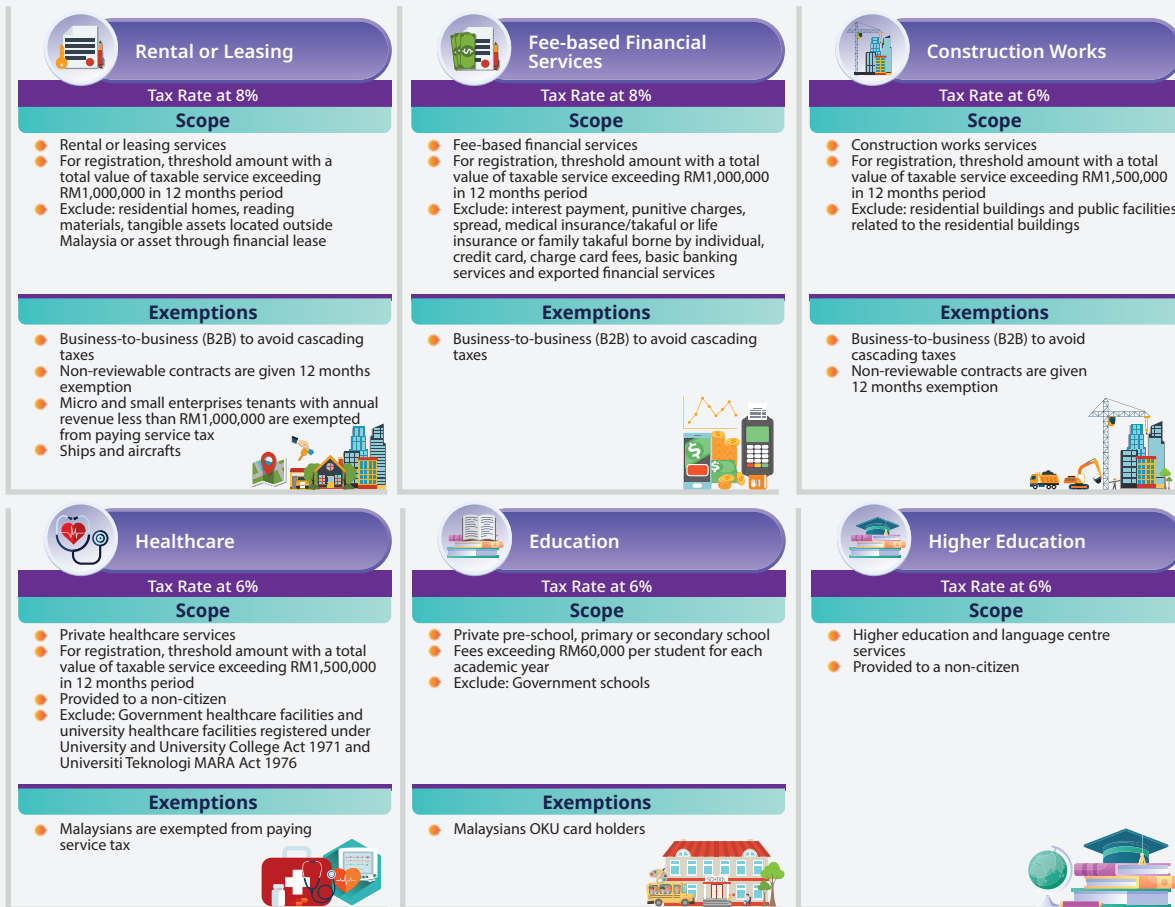 Rental or Leasing
Tax Rate at 8%
Scope
Rental or leasing services
For registration, threshold amount with a
total value of taxable service exceeding
RM1,000,000 in 12 months period
Exclude: residential homes, reading
materials, tangible assets located outside
Malaysia or asset through financial lease
Exemptions
Business-to-business (B2B) to avoid cascading
taxes
Non-reviewable contracts are given 12 months
exemption
Micro and small enterprises tenants with annual
revenue less than RM1,000,000 are exempted
from paying service tax
Ships and aircrafts
Fee-based Financial
Services
Tax Rate at 8%
Scope
Fee-based financial services
For registration, threshold amount with a total
value of taxable service exceeding RM1,000,000
in 12 months period
Exclude: interest payment, punitive charges,
spread, medical insurance/takaful or life
insurance or family takaful borne by individual,
credit card, charge card fees, basic banking
services and exported financial services
Exemptions
Business-to-business (B2B) to avoid cascading
taxes
Construction Works
Tax Rate at 6%
Scope
Construction works services
For registration, threshold amount with a total
value of taxable service exceeding RM1,500,000
in 12 months period
Exclude: residential buildings and public facilities
related to the residential buildings
Exemptions
Business-to-business (B2B) to avoid
cascading taxes
Non-reviewable contracts are given
12 months exemption
Healthcare
Tax Rate at 6%
Scope
Private healthcare services
For registration, threshold amount with a total
value of taxable service exceeding RM1,500,000
in 12 months period
Provided to a non-citizen
Exclude: Government healthcare facilities and
university healthcare facilities registered under
University and University College Act 1971 and
Universiti Teknologi MARA Act 1976
Exemptions
Malaysians are exempted from paying
service tax
Education
Tax Rate at 6%
Scope
Private pre-school, primary or secondary school
Fees exceeding RM60,000 per student for each
academic year
Exclude: Government schools
Exemptions
Malaysians OKU card holders
SCHOOL
Higher Education
Tax Rate at 6%
Scope
Higher education and language centre
services
Provided to a non-citizen